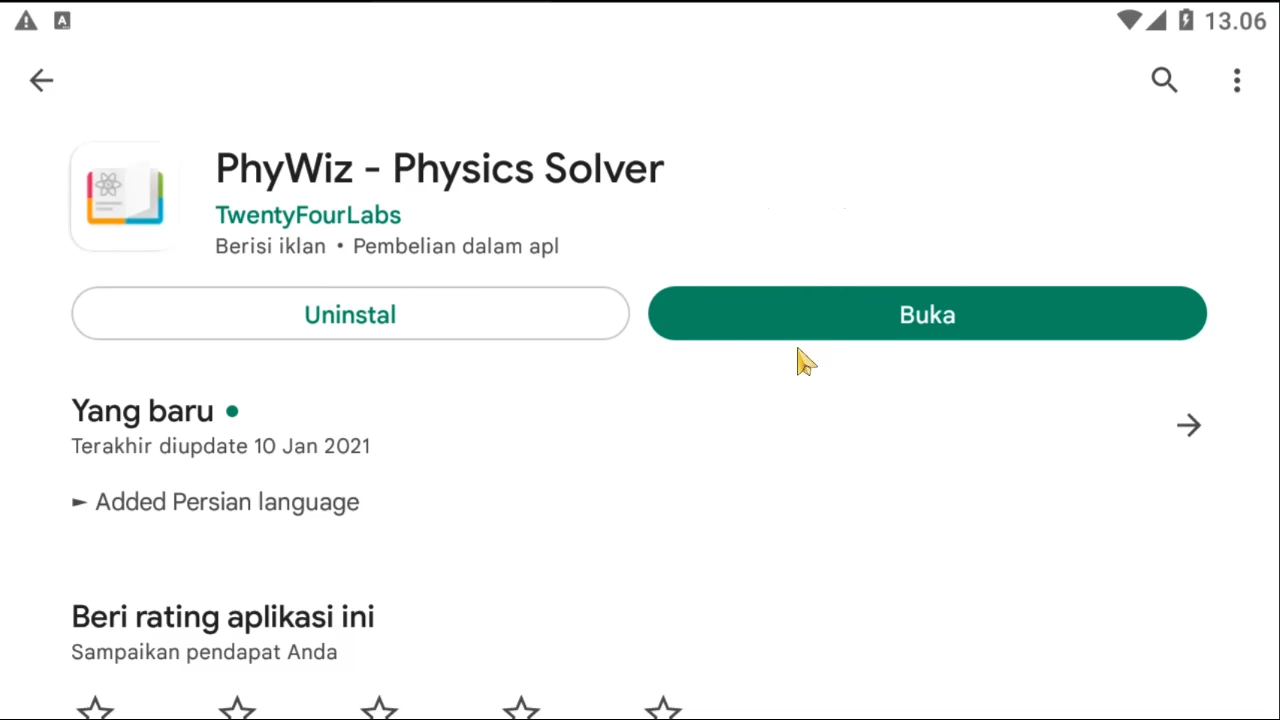 A
13.06
PhyWiz - Physics Solver
TwentyFourLabs
Berisi iklan • Pembelian dalam apl
Uninstal
Buka
Yang baru
Terakhir diupdate 10 Jan 2021
► Added Persian language
Beri rating aplikasi ini
Sampaikan pendapat Anda